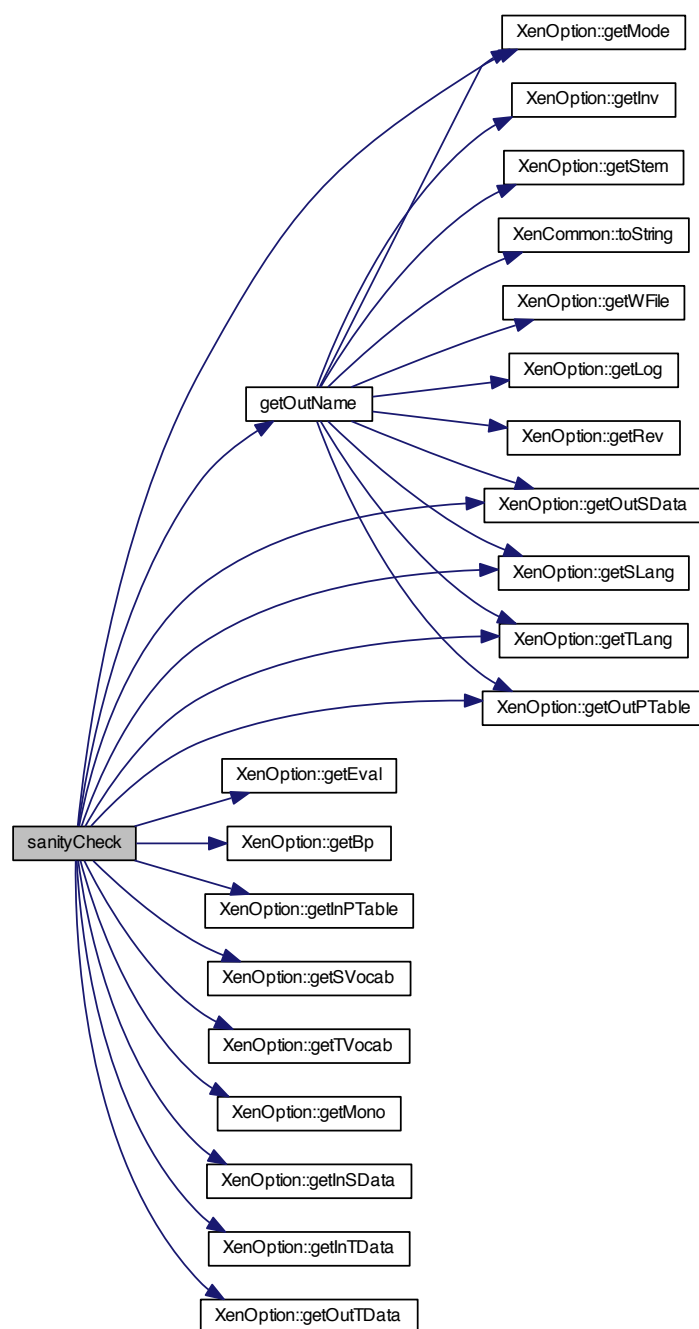 XenOption::getMode
XenOption::getInv
XenOption::getStem
XenCommon::toString
XenOption::getWFile
XenOption::getLog
getOutName
XenOption::getRev
XenOption::getOutSData
XenOption::getSLang
XenOption::getTLang
XenOption::getOutPTable
XenOption::getEval
sanityCheck
XenOption::getBp
XenOption::getInPTable
XenOption::getSVocab
XenOption::getTVocab
XenOption::getMono
XenOption::getInSData
XenOption::getInTData
XenOption::getOutTData